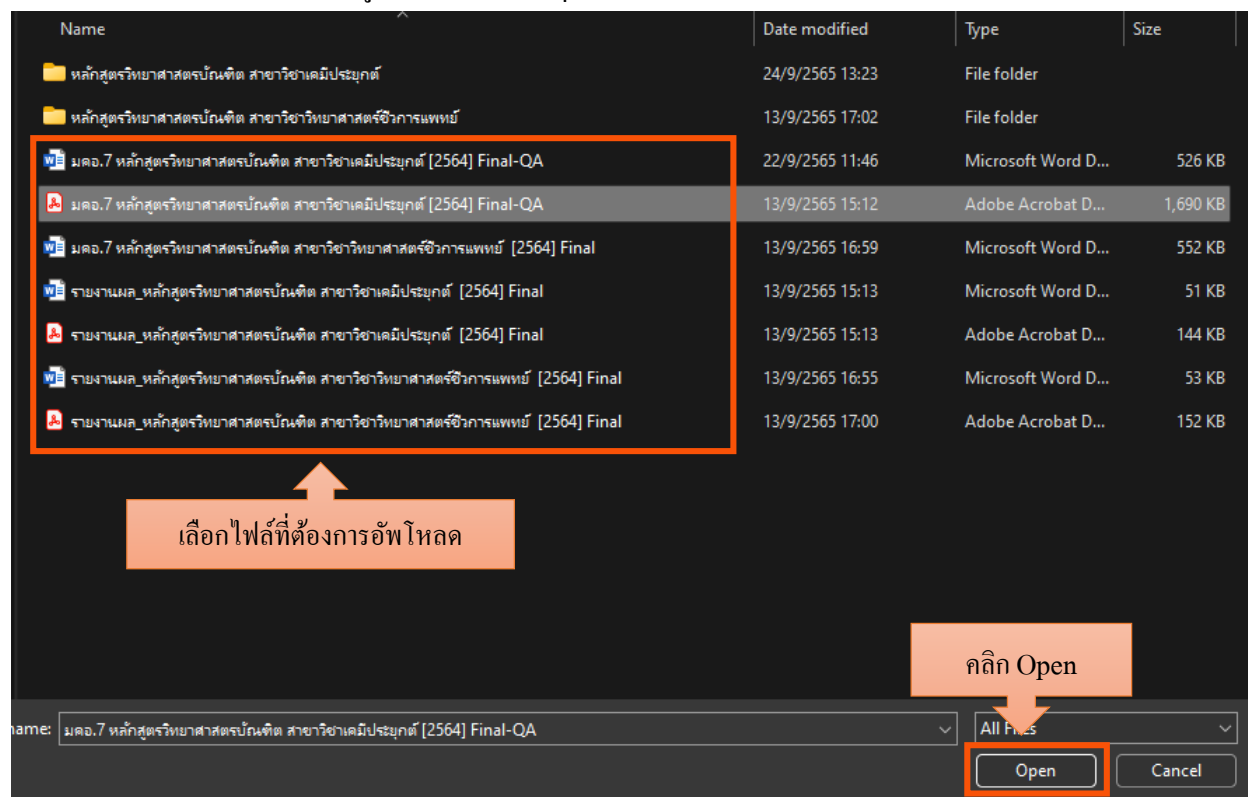 Name Date modified Type Size
หลักสูตรวิทยาศาสตรบัณฑิต สาขาวิชาเคมีประยุกต์ 24/9/2565 13:23 File folder
หลักสูตรวิทยาศาสตรบัณฑิต สาขาวิชาวิทยาศาสตร์ชีวการแพทย์ 13/9/2565 17:02 File folder
มคอ.7 หลักสูตรวิทยาศาสตรบัณฑิต สาขาวิชาเคมีประยุกต์ [2564] Final-QA 22/9/2565 11:46 Microsoft Word D... 526 KB
มคอ.7 หลักสูตรวิทยาศาสตรบัณฑิต สาขาวิชาเคมีประยุกต์ [2564] Final-QA 13/9/2565 15:12 Adobe Acrobat D... 1,690 KB
มคอ.7 หลักสูตรวิทยาศาสตรบัณฑิต สาขาวิชาวิทยาศาสตร์ชีวการแพทย์ [2564] Final 13/9/2565 16:59 Microsoft Word D... 552 KB
รายงานผล_หลักสูตรวิทยาศาสตรบัณฑิต สาขาวิชาเคมีประยุกต์ [2564] Final 13/9/2565 15:13 Microsoft Word D... 51 KB
รายงานผล_หลักสูตรวิทยาศาสตรบัณฑิต สาขาวิชาเคมีประยุกต์ [2564] Final 13/9/2565 15:13 Adobe Acrobat D... 144 KB
รายงานผล_หลักสูตรวิทยาศาสตรบัณฑิต สาขาวิชาวิทยาศาสตร์ชีวการแพทย์ [2564] Final 13/9/2565 16:55 Microsoft Word D... 53 KB
รายงานผล_หลักสูตรวิทยาศาสตรบัณฑิต สาขาวิชาวิทยาศาสตร์ชีวการแพทย์ [2564] Final 13/9/2565 17:00 Adobe Acrobat D... 152 KB
เลือกไฟล์ที่ต้องการอัพโหลด
คลิก Open
name: มคอ.7 หลักสูตรวิทยาศาสตรบัณฑิต สาขาวิชาเคมีประยุกต์ [2564] Final-QA All
Open Cancel